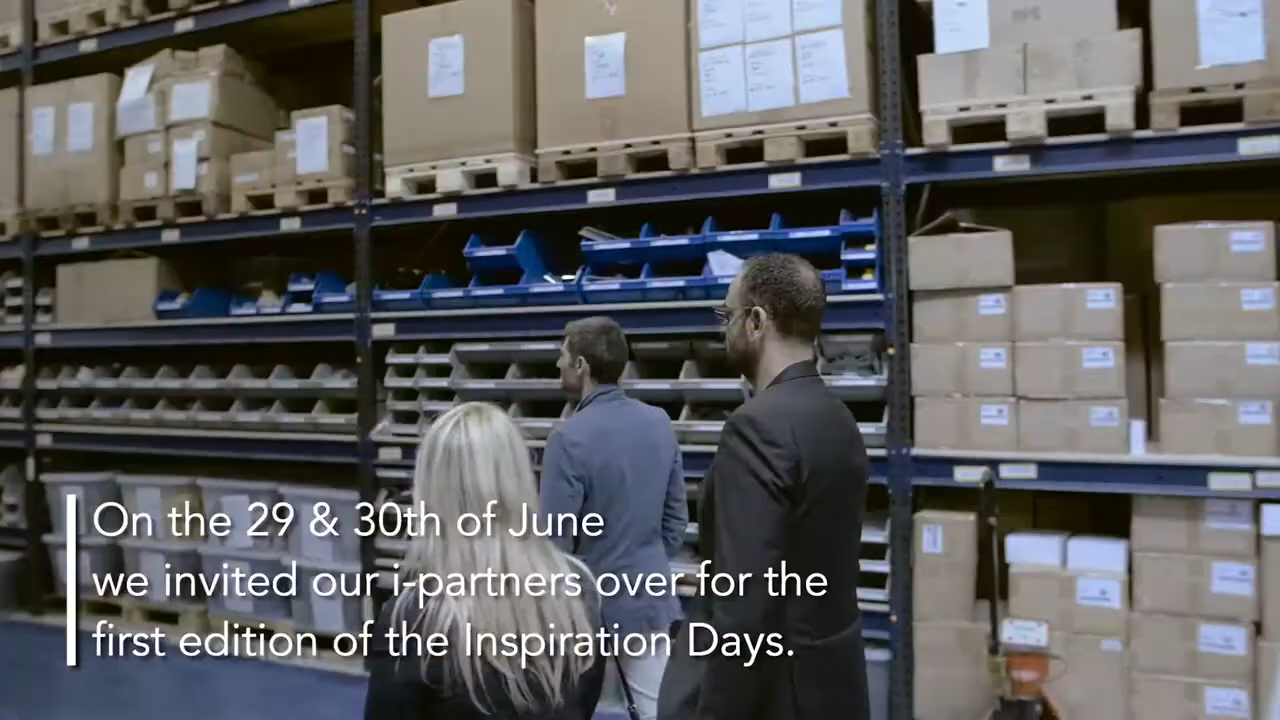 On the 29 & 30th of June
we invited our i-partners over for the
first edition of the Inspiration Days.